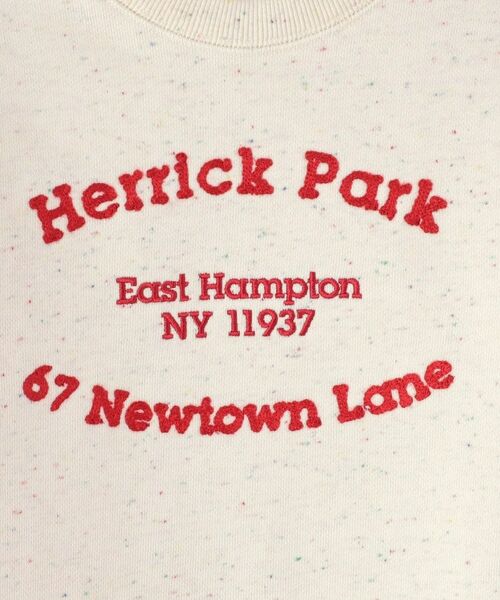 Herrick Park
East Hampton
NY 11937
67 Newtown Lane